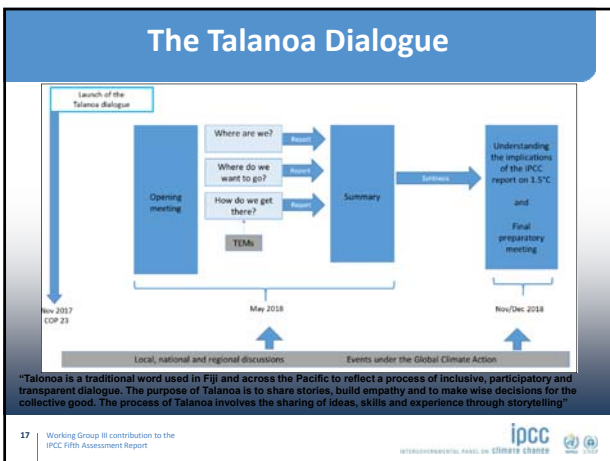 The Talanoa Dialogue
Launch of the
Talanoa dialogue
Opening
meeting
Where are we?
Report
Where do we
want to go?
Report
How do we get
there?
Report
TEMs
Summary
Understanding
the implications
of the IPCC
report on 1.5°C
and
Final
preparatory
meeting
Nov 2017
COP 23
May 2018
Nov/Dec 2018
Local, national and regional discussions
Events under the Global Climate Action
“Talonoa is a traditional word used in Fiji and across the Pacific to reflect a process of inclusive, participatory and
transparent dialogue. The purpose of Talanoa is to share stories, build empathy and to make wise decisions for the
collective good. The process of Talanoa involves the sharing of ideas, skills and experience through storytelling”
17
Working Group III contribution to the
IPCC Fifth Assessment Report
ipcc
INTERGOVERNMENTAL PANEL ON climate change